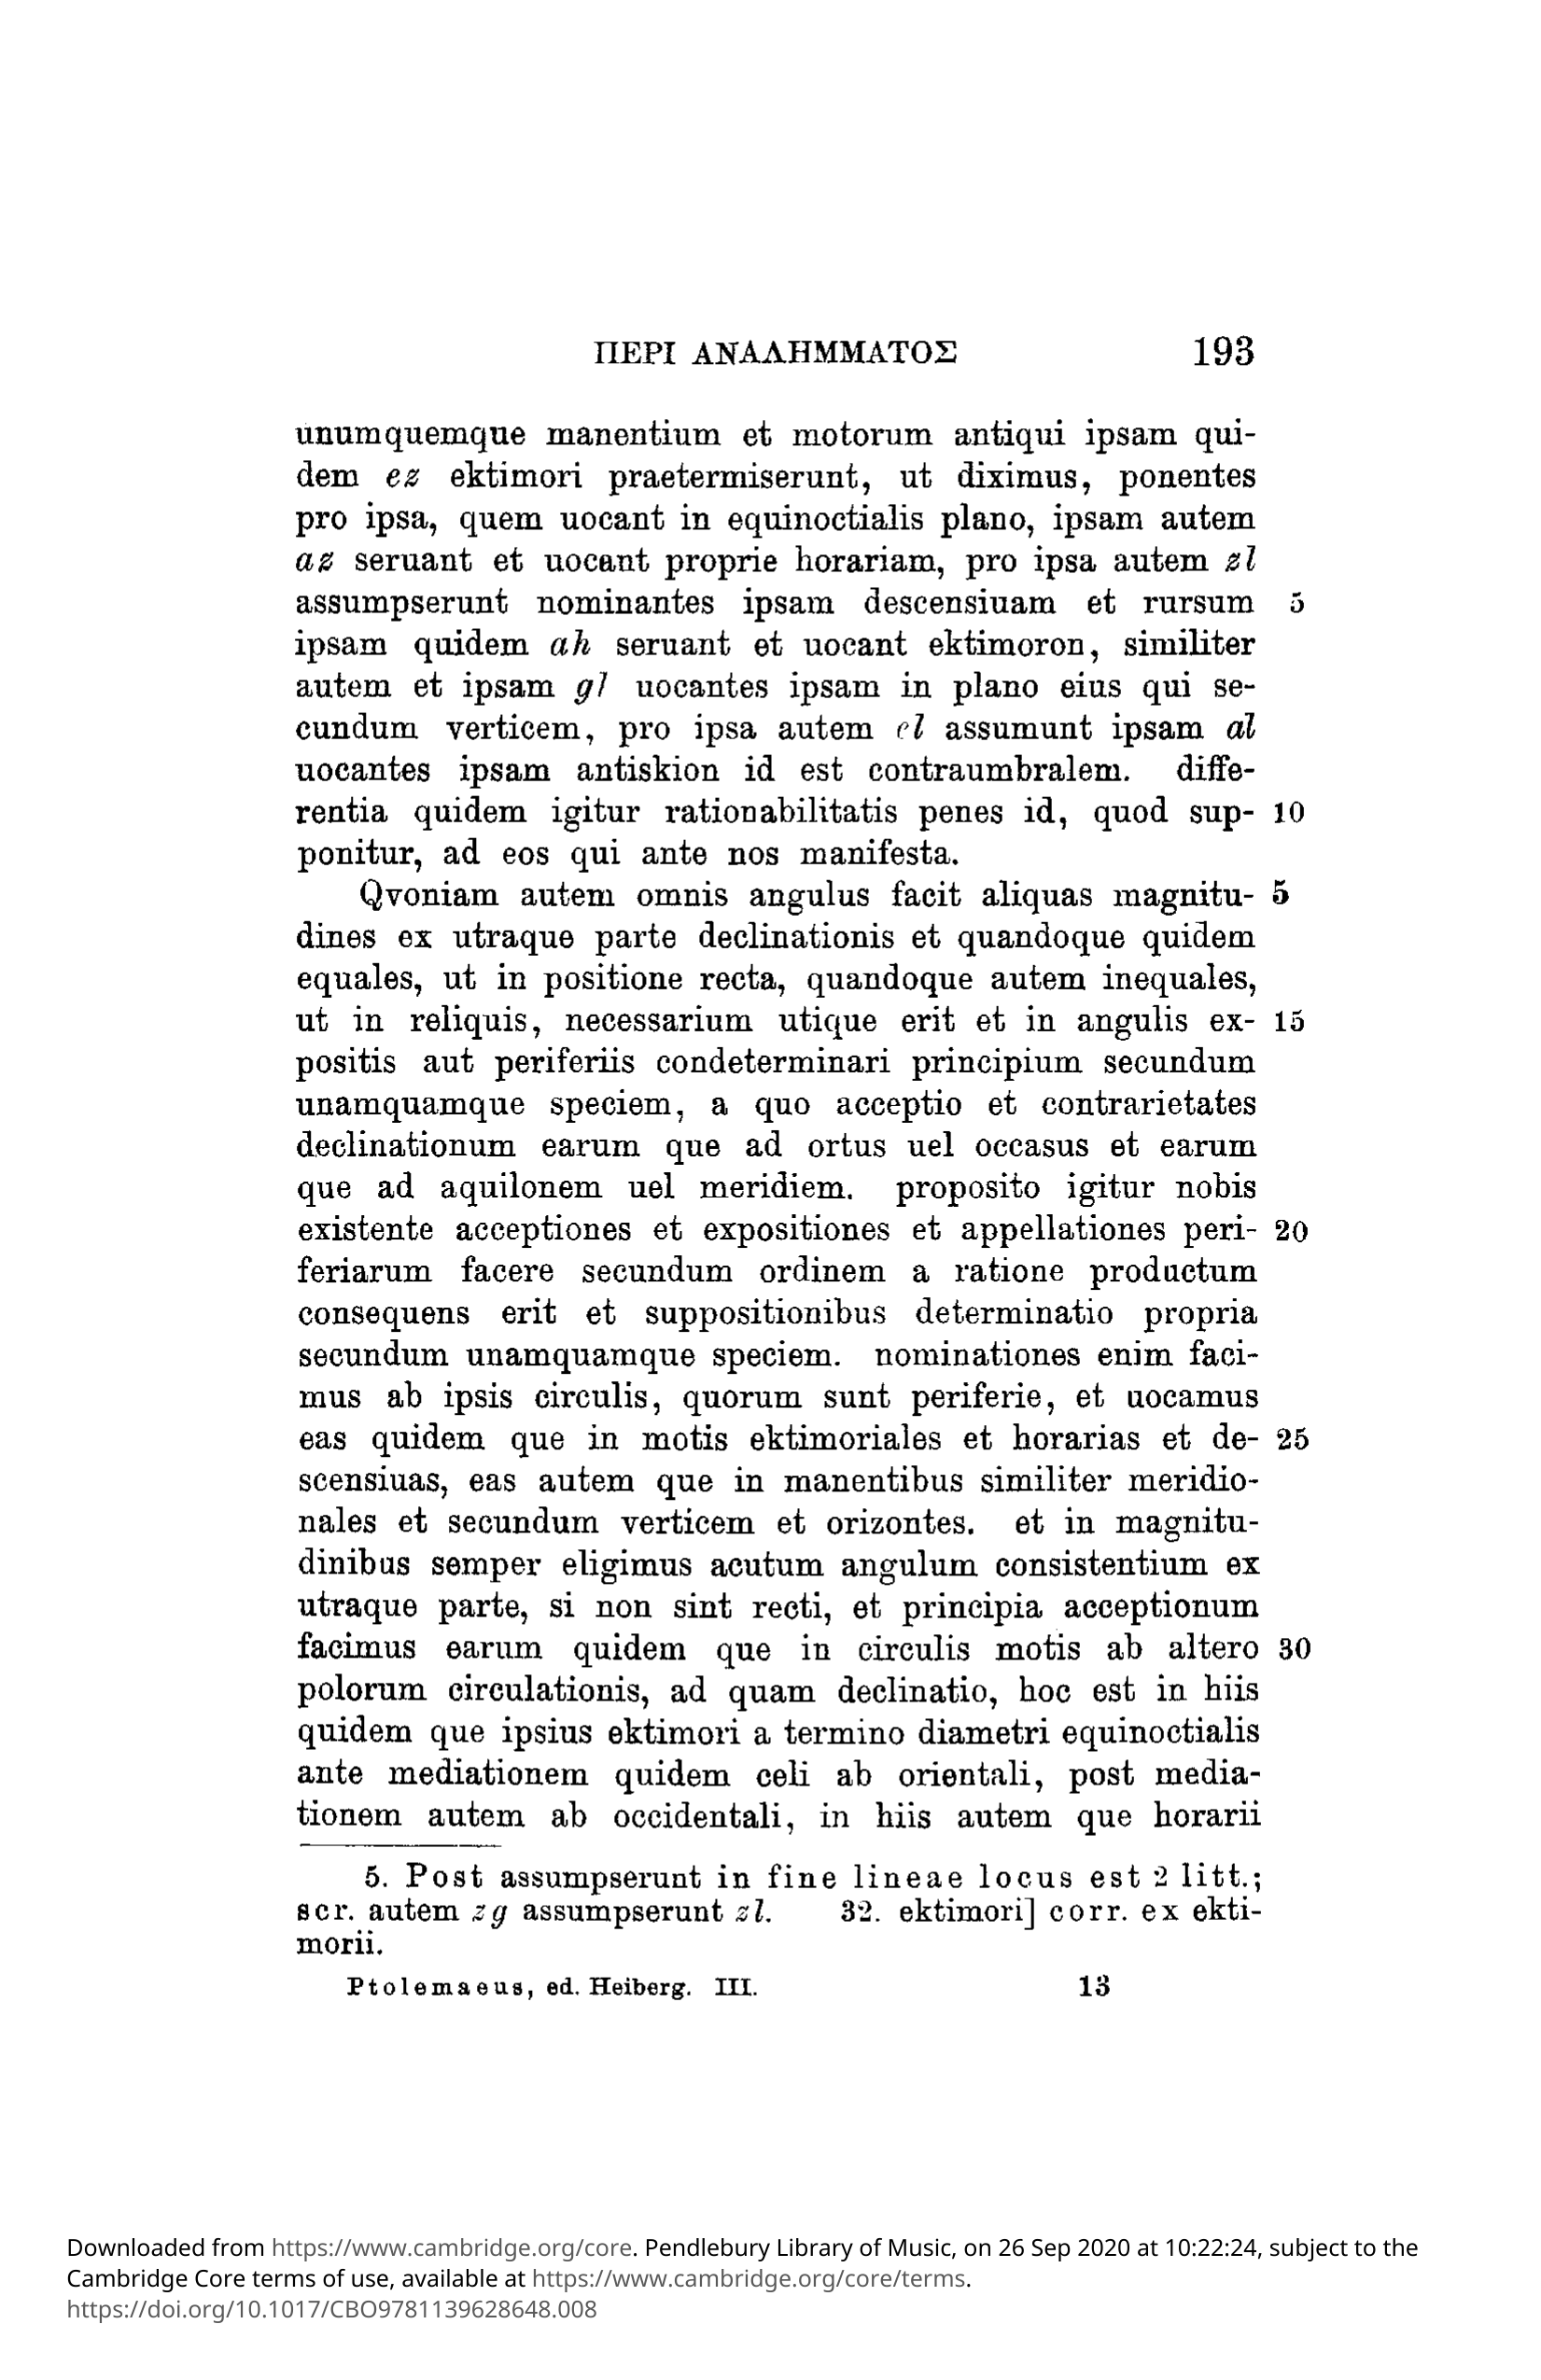 ΠΕΡΙ ΑΝΑΛΗΜΜΑΤΟΣ 193
unumquemque manentium et motorum antiqui ipsam qui-
dem ez ektimori praetermiserunt, ut diximus, ponentes
pro ipsa, quem uocant in equinoctialis plano, ipsam autem
az seruant et uocant proprie horariam, pro ipsa autem zl
assumpserunt nominantes ipsam descensiuam et rursum 5
ipsam quidem ah seruant et uocant ektimoron, similiter
autem et ipsam gl uocantes ipsam in plano eius qui se-
cundum verticem, pro ipsa autem el assumunt ipsam al
uocantes ipsam antiskion id est contraumbralem. diffe-
rentia quidem igitur rationabilitatis penes id, quod sup- 10
ponitur, ad eos qui ante nos manifesta.
Qvoniam autem omnis angulus facit aliquas magnitu- 5
dines ex utraque parte declinationis et quandoque quidem
equales, ut in positione recta, quandoque autem inequales,
ut in reliquis, necessarium utique erit et in angulis ex- 15
positis aut periferiis condeterminari principium secundum
unamquamque speciem, a quo acceptio et contrarietates
declinationum earum que ad ortus uel occasus et earum
que ad aquilonem uel meridiem. proposito igitur nobis
existente acceptiones et expositiones et appellationes peri- 20
feriarum facere secundum ordinem a ratione productum
consequens erit et suppositionibus determinatio propria
secundum unamquamque speciem. nominationes enim faci-
mus ab ipsis circulis, quorum sunt periferie, et uocamus
eas quidem que in motis ektimoriales et horarias et de- 25
scensiuas, eas autem que in manentibus similiter meridio-
nales et secundum verticem et orizontes. et in magnitu-
dinibus semper eligimus acutum angulum consistentium ex
utraque parte, si non sint recti, et principia acceptionum
facimus earum quidem que in circulis motis ab altero 30
polorum circulationis, ad quam declinatio, hoc est in hiis
quidem que ipsius ektimori a termino diametri equinoctialis
ante mediationem quidem celi ab orientali, post media-
tionem autem ab occidentali, in hiis autem que horarii
5. Post assumpserunt in fine lineae locus est 2 litt.;
scr. autem zg assumpserunt zl. 32. ektimori] corr. ex ekti-
morii.
Ptolemaeus, ed. Heiberg. III. 13
Downloaded from https://www.cambridge.org/core. Pendlebury Library of Music, on 26 Sep 2020 at 10:22:24, subject to the
Cambridge Core terms of use, available at https://www.cambridge.org/core/terms.
https://doi.org/10.1017/CBO9781139628648.008